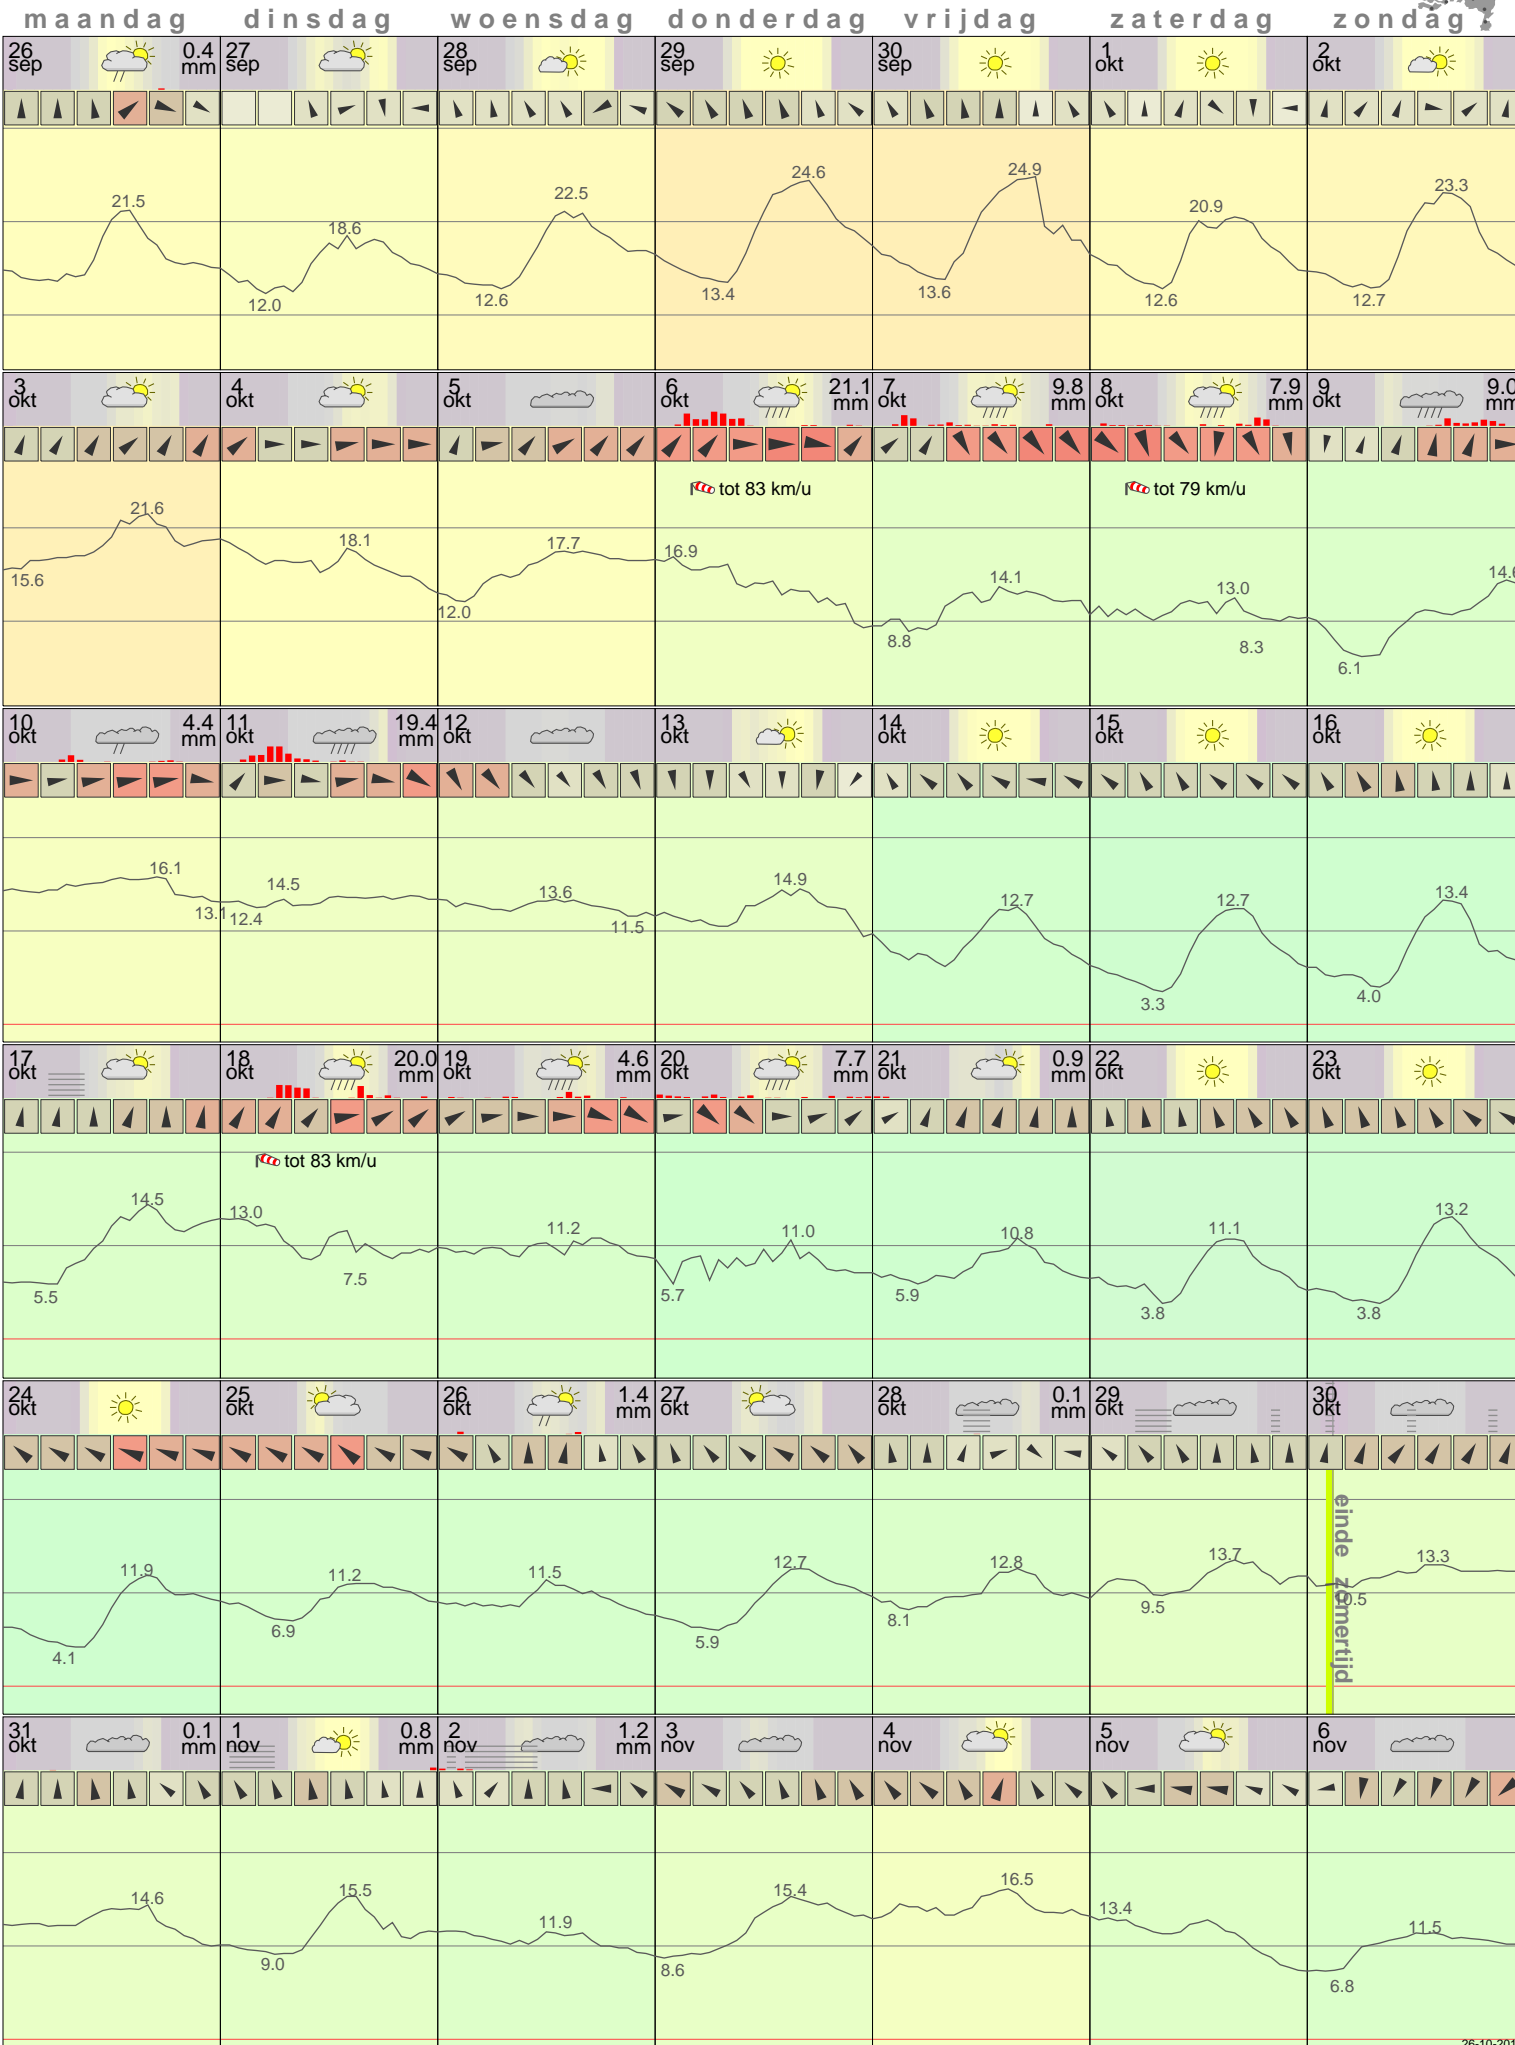 maandag dinsdag woensdag donderdag vrijdag zaterdag zondag
26 sep 0.4 mm 27 sep 28 sep 29 sep 30 sep 1 okt 2 okt
21.5 18.6 12.0 22.5 12.6 24.6 13.4 24.9 13.6 20.9 12.6 23.3 12.7
3 okt 4 okt 5 okt 6 okt 21.1 mm 7 okt 9.8 mm 8 okt 7.9 mm 9 okt 9.0 mm
tot 83 km/u tot 79 km/u
15.6 21.6 18.1 12.0 17.7 16.9 8.8 14.1 13.0 8.3 6.1 14.6
10 okt 4.4 mm 11 okt 19.4 mm 12 okt 13 okt 14 okt 15 okt 16 okt
16.1 13.1 12.4 14.5 13.6 11.5 14.9 12.7 3.3 12.7 4.0 13.4
17 okt 18 okt 20.0 mm 19 okt 4.6 mm 20 okt 7.7 mm 21 okt 0.9 mm 22 okt 23 okt
tot 83 km/u
5.5 14.5 13.0 7.5 11.2 5.7 11.0 5.9 10.8 3.8 11.1 3.8 13.2
24 okt 25 okt 26 okt 1.4 mm 27 okt 28 okt 0.1 mm 29 okt 30 okt
einde zomertijd
4.1 11.9 6.9 11.2 11.5 5.9 12.7 8.1 12.8 9.5 13.7 10.5 13.3
31 okt 0.1 mm 1 nov 0.8 mm 2 nov 1.2 mm 3 nov 4 nov 5 nov 6 nov
14.6 9.0 15.5 11.9 8.6 15.4 16.5 13.4 6.8 11.5